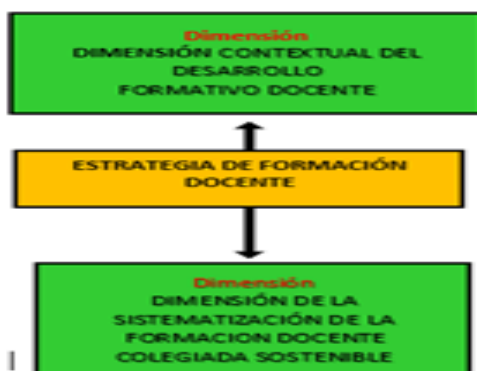 Dimensión
DIMENSIÓN CONTEXTUAL DEL
DESARROLLO
FORMATIVO DOCENTE
ESTRATEGIA DE FORMACIÓN
DOCENTE
Dimensión
DIMENSIÓN DE LA
SISTEMATIZACIÓN DE LA
FORMACION DOCENTE
COLEGIADA SOSTENIBLE